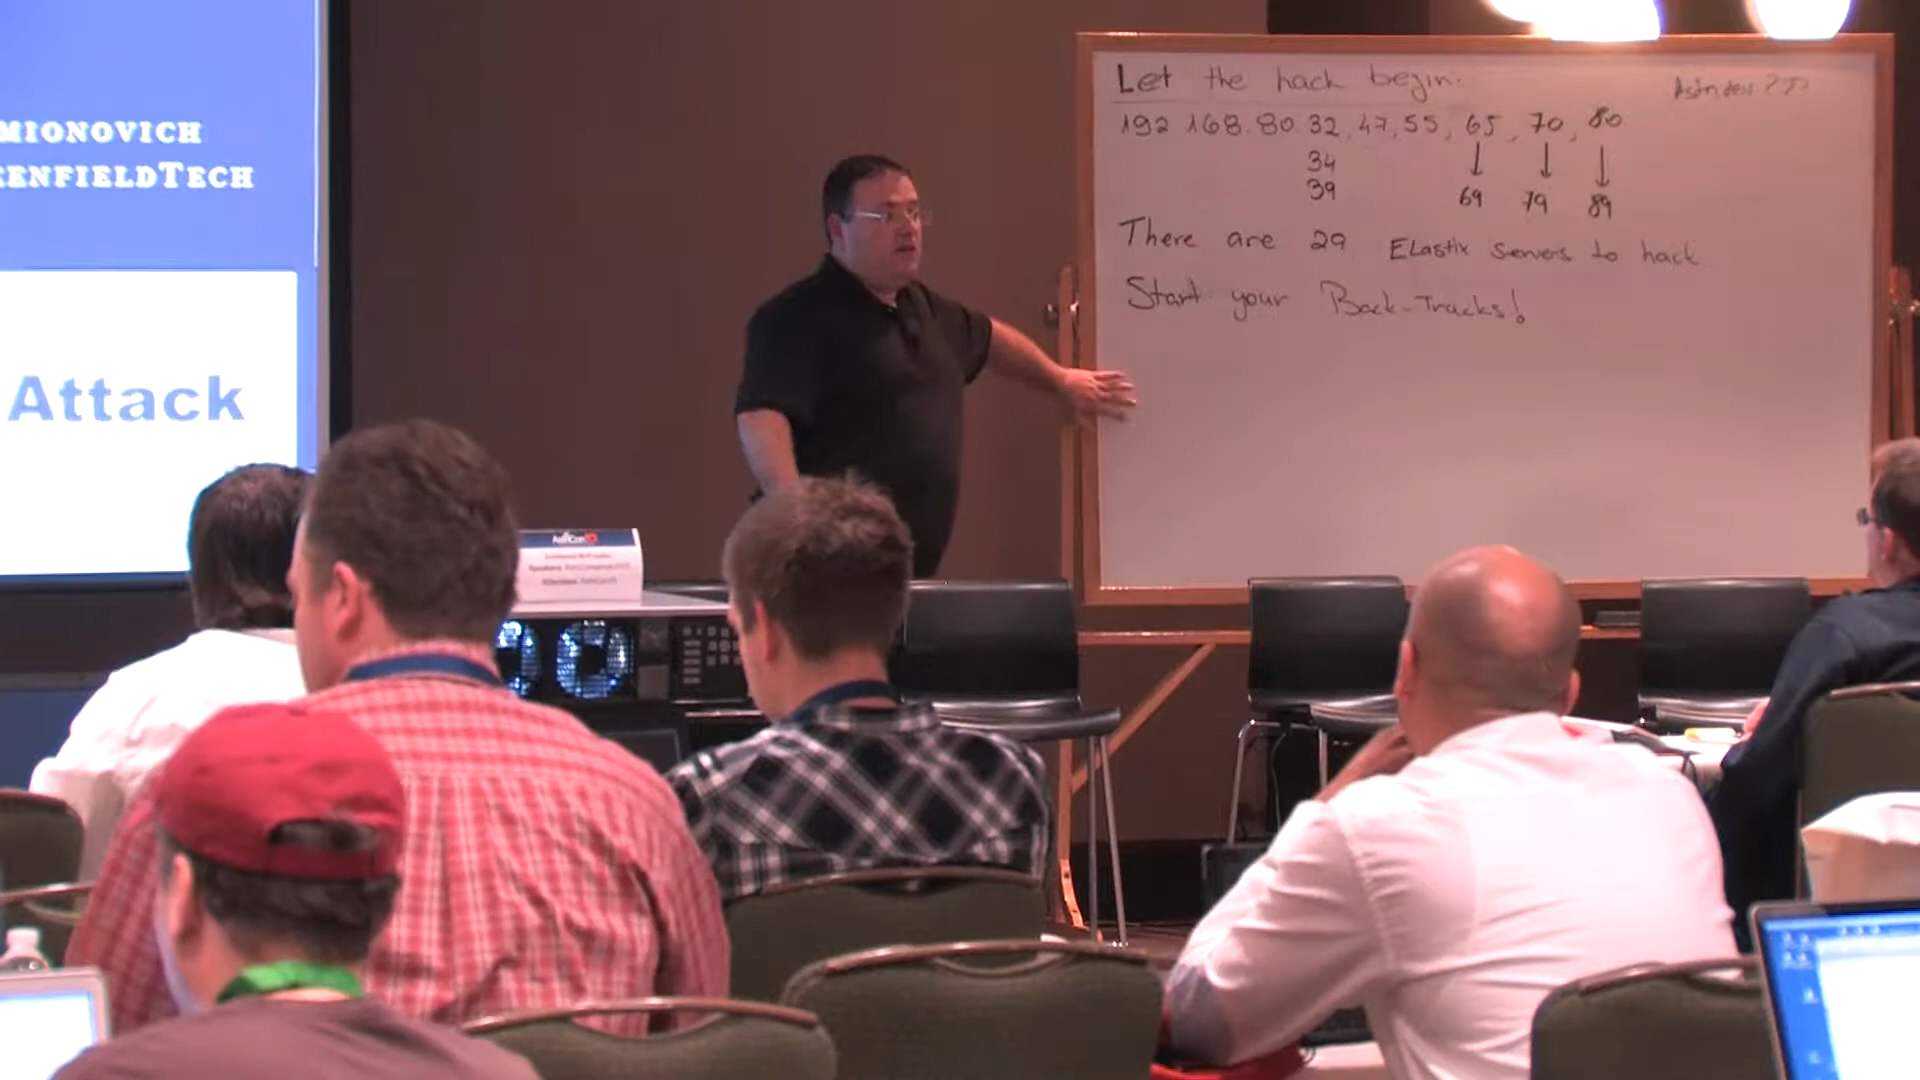 MIONOVICH
ENFIELDTECH
Attack
Let the hack begin.
192 168.80.32, 47, 55, 65, 70, 80
34
39 69 79 89
There are 29 Elastix servers to hack
Start your Back-Tracks!
AstriCon